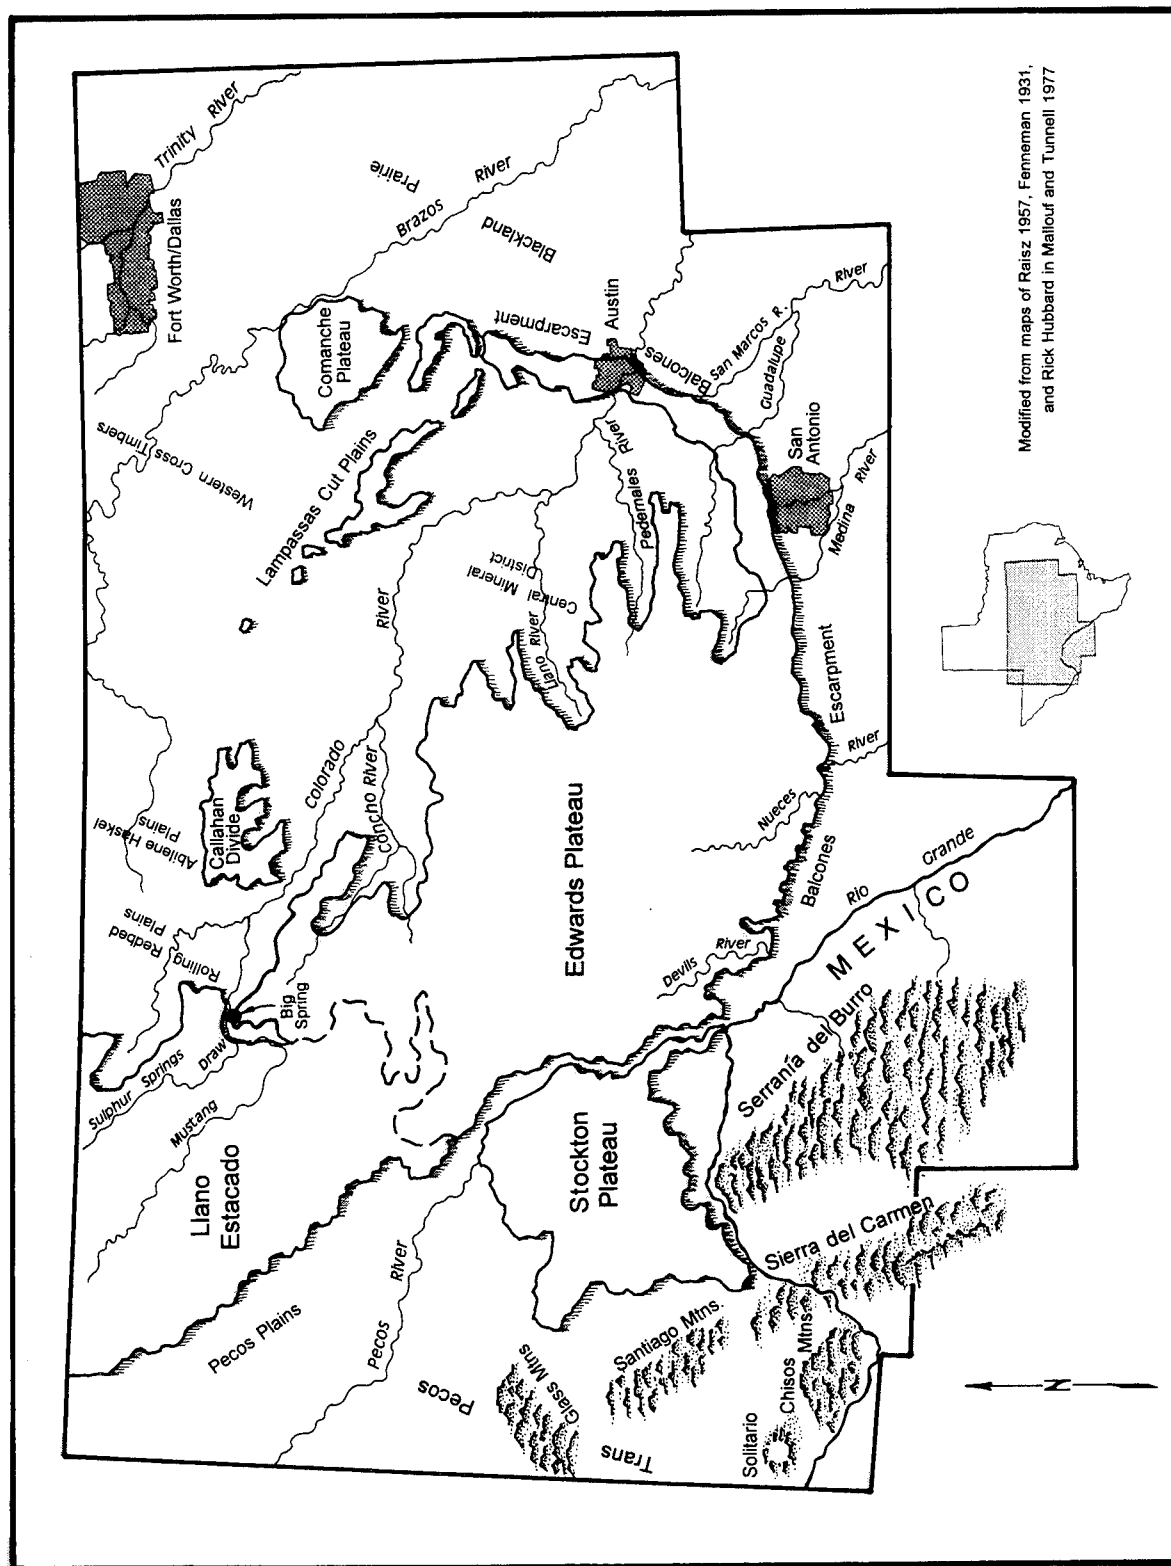 Fort Worth/Dallas
Trinity River
Western Cross Timbers
Prairie
Blackland
Brazos River
Comanche
Plateau
Lampassas Cut Plains
Escarpment
Austin
Balcones
San Marcos R.
Guadalupe
River
San
Antonio
Medina
River
Pedernales
River
Central Mineral
District
Llano River
River
Colorado
Concho River
Callahan
Divide
Abilene Haskel
Plains
Rolling Redbed
Plains
Big
Spring
Sulphur Springs Draw
Mustang
Llano
Estacado
Edwards Plateau
Escarpment
River
Nueces
Balcones
Devils River
Rio Grande
MEXICO
Serranía del Burro
Sierra del Carmen
Stockton
Plateau
Pecos Plains
Pecos River
Trans Pecos
Glass Mtns
Santiago Mtns.
Chisos Mtns
Solitario
N
Modified from maps of Raisz 1957, Fenneman 1931,
and Rick Hubbard in Mallouf and Tunnell 1977